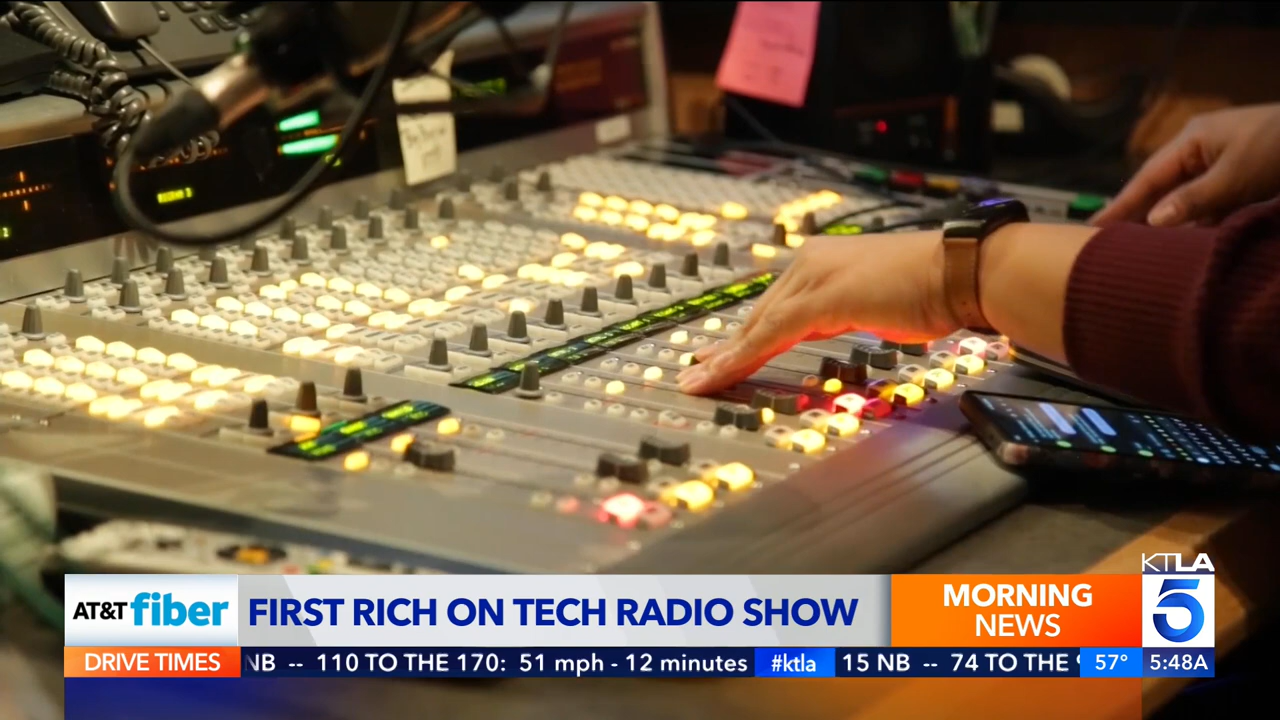 AT&T fiber
FIRST RICH ON TECH RADIO SHOW
MORNING
NEWS
KTLA
5
DRIVE TIMES
NB -- 110 TO THE 170: 51 mph - 12 minutes
#ktla
15 NB -- 74 TO THE
57°
5:48A